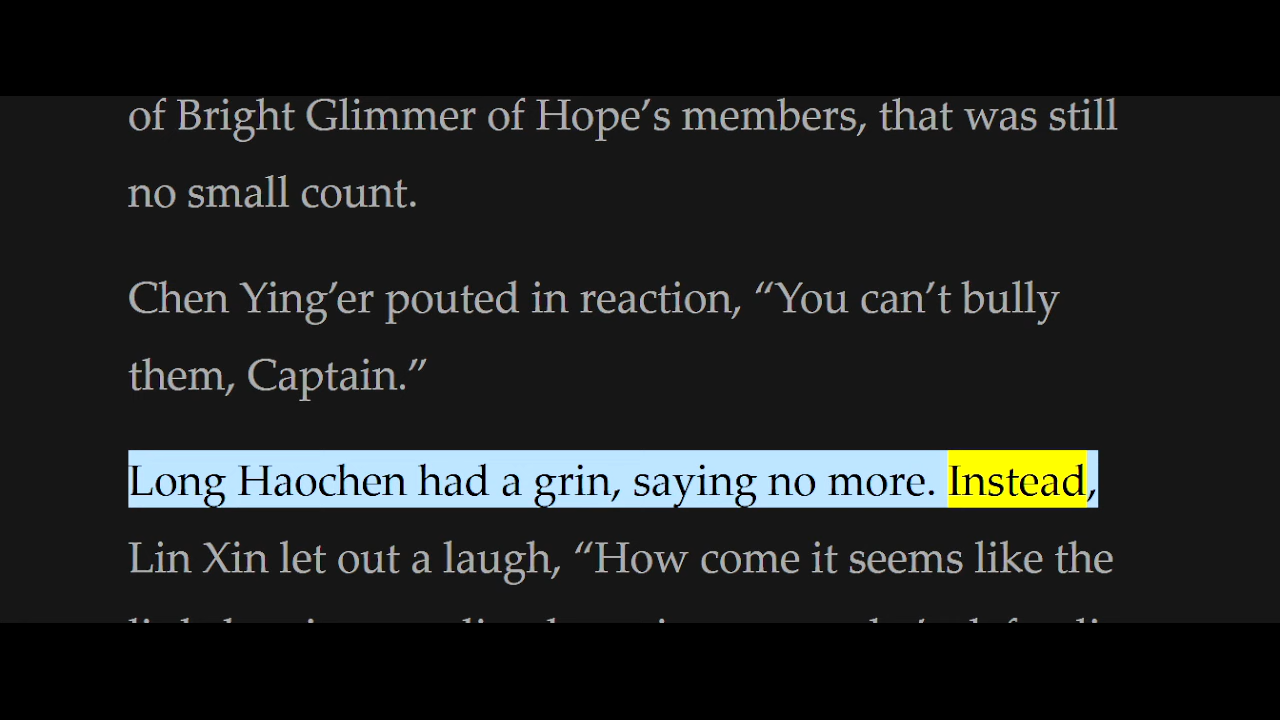 of Bright Glimmer of Hope’s members, that was still
no small count.
Chen Ying’er pouted in reaction, “You can’t bully
them, Captain.”
Long Haochen had a grin, saying no more. Instead,
Lin Xin let out a laugh, “How come it seems like the